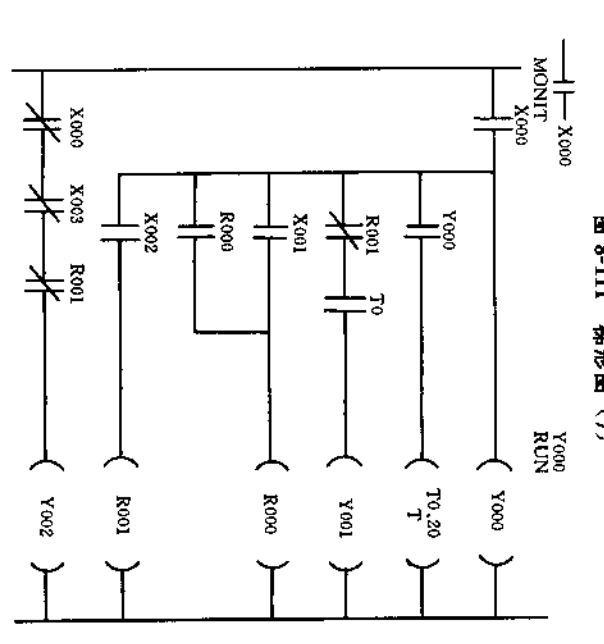 图 8-111 梯形图
X000
MONIT
Y000
RUN
X000
Y000
Y000
T0.20
T
R001
T0
Y001
X001
R000
R000
X002
R001
X000
X003
R001
Y002